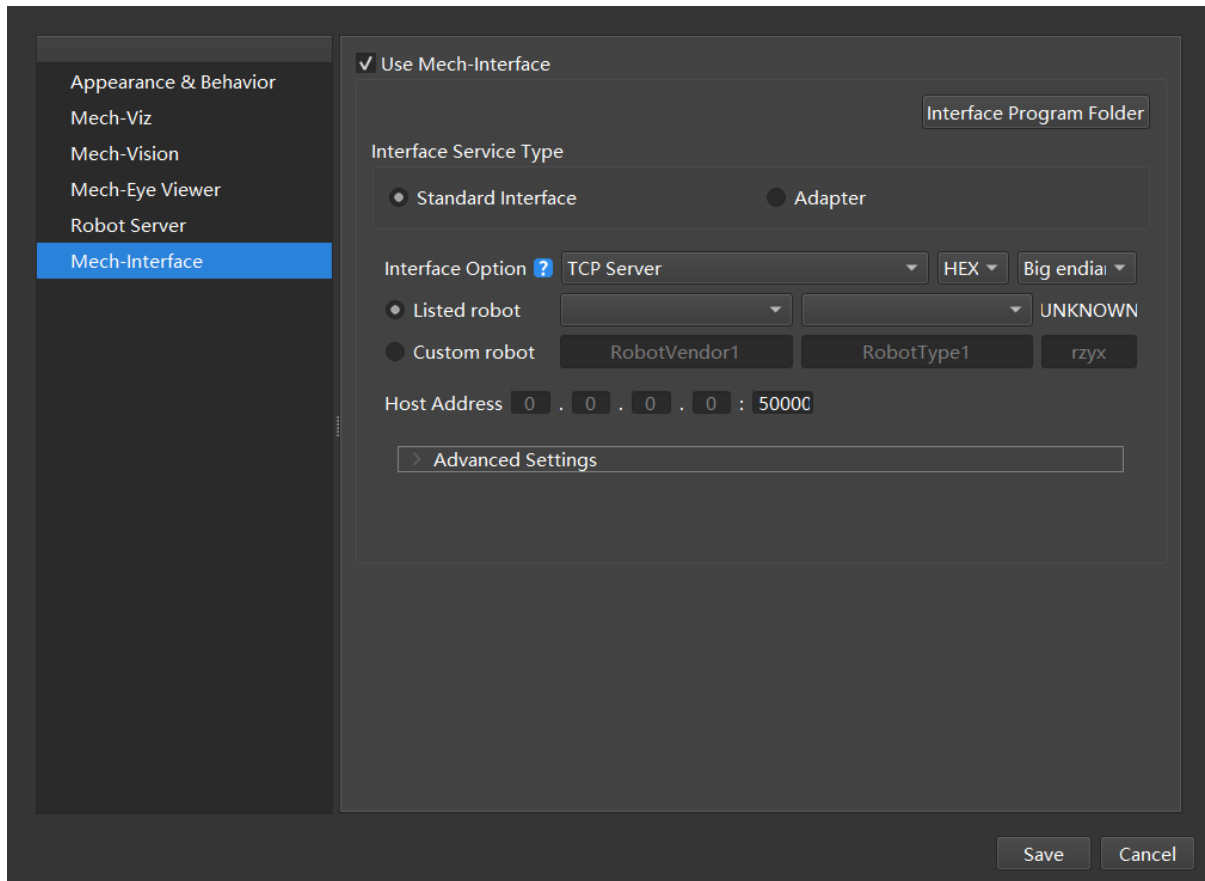 Appearance & Behavior
Mech-Viz
Mech-Vision
Mech-Eye Viewer
Robot Server
Mech-Interface
Use Mech-Interface
Interface Program Folder
Interface Service Type
Standard Interface Adapter
Interface Option ? TCP Server HEX Big endian
Listed robot UNKNOWN
Custom robot RobotVendor1 RobotType1 rzyx
Host Address 0 . 0 . 0 . 0 : 50000
Advanced Settings
Save Cancel